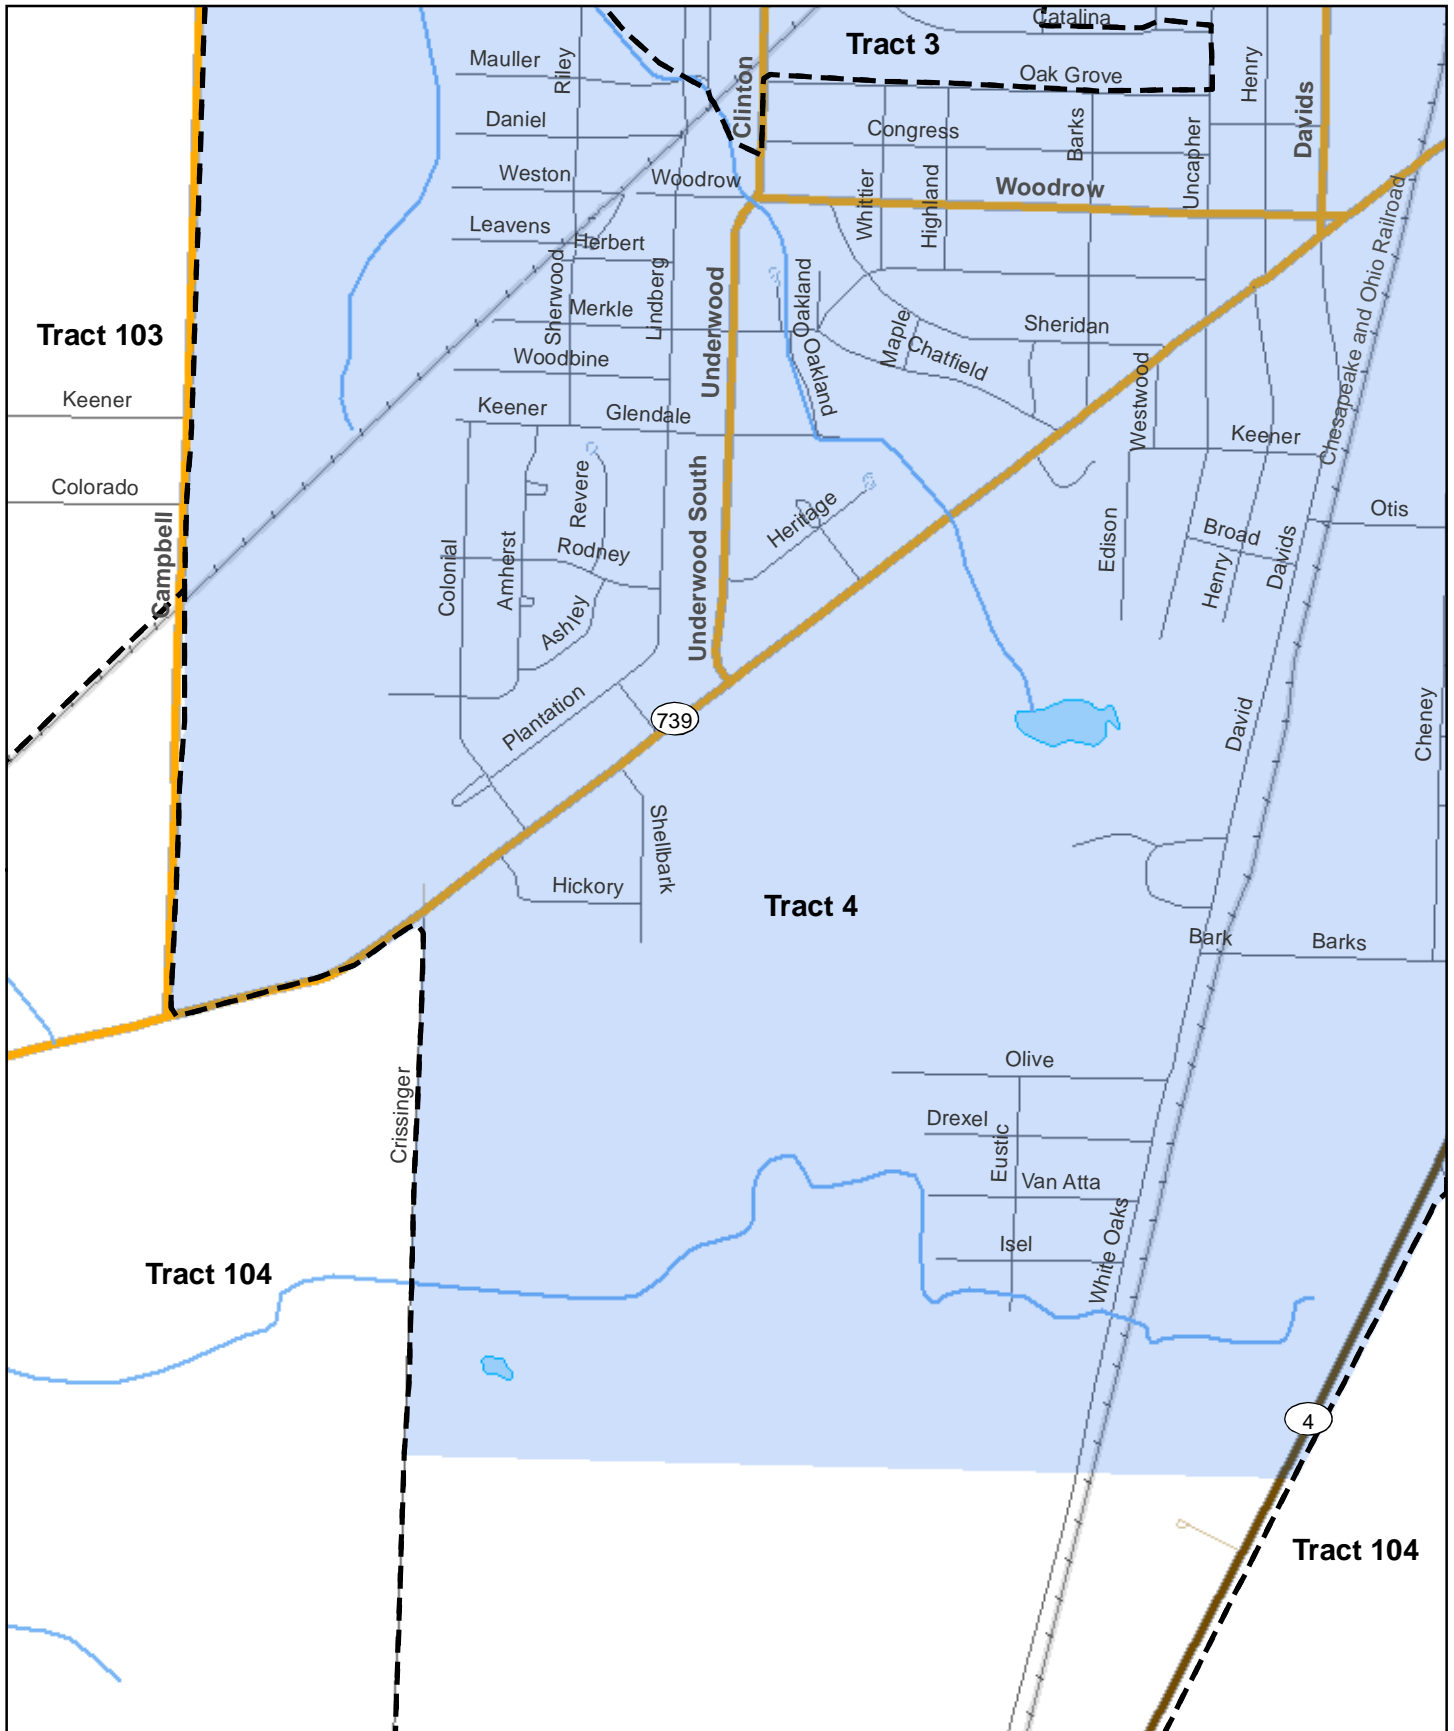 Catalina
Tract 3
Mauller
Riley
Clinton
Oak Grove
Henry
Davids
Daniel
Congress
Barks
Uncapher
Weston
Woodrow
Woodrow
Whittier
Highland
Leavens
Herbert
Sherwood
Lindberg
Underwood
Oakland
Chesapeake and Ohio Railroad
Merkle
Maple
Sheridan
Tract 103
Woodbine
Oakland
Chatfield
Westwood
Keener
Keener
Glendale
Keener
Colorado
Campbell
Revere
Underwood South
Heritage
Otis
Colonial
Amherst
Rodney
Edison
Broad
Davids
Henry
Ashley
Plantation
739
David
Cheney
Shellbark
Hickory
Tract 4
Bark
Barks
Crissinger
Olive
Drexel
Eustic
Van Atta
White Oaks
Isel
Tract 104
4
Tract 104